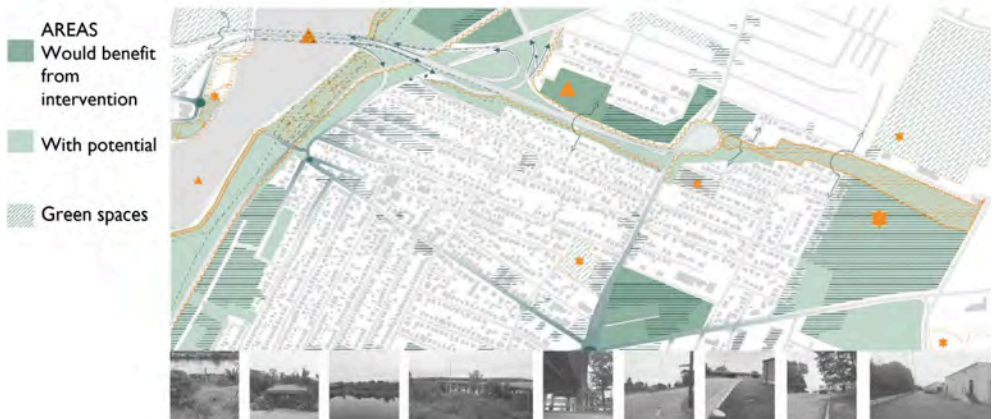 AREAS
Would benefit
from
intervention
With potential
Green spaces